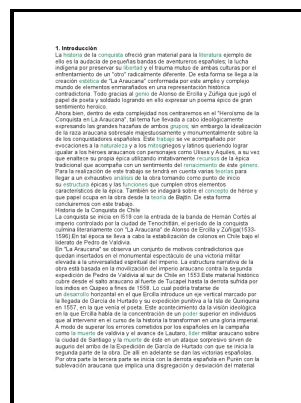 1. Introducción
La historia de la conquista ofreció gran material para la literatura ejemplo de
ello es la audacia de pequeñas bandas de aventureros españoles; la lucha
indígena por preservar su libertad y el trauma mutuo de ambas culturas por el
enfrentamiento de un "otro" radicalmente diferente. De esta forma se llega a la
creación estética de "La Araucana" conformada por este amplio y complejo
mundo de elementos enmarañados en una representación histórica
contradictoria. Todo gracias al genio de Alonso de Ercilla y Zúñiga que jugó el
papel de poeta y soldado logrando en ello expresar un poema épico de gran
sentimiento heroico.
Ahora bien, dentro de esta complejidad nos centraremos en el "Heroísmo de la
Conquista en La Araucana", tal tema fue llevada a cabo ideológicamente
expresando las grandes hazañas de ambos grupos; sin embargo la idealización
de la raza araucana sobresale majestuosamente y monumentalmente sobre la
de los conquistadores españoles. Este trabajo se ve acompañado por
evocaciones a la naturaleza y a los mitos griegos y latinos queriendo lograr
igualar a los héroes araucanos con personajes como Ulises y Aquiles, a su vez
que enaltece su propia épica utilizando imitativamente recursos de la épica
tradicional que acompaña con un sentimiento del renacimiento de éste género.
Para la realización de este trabajo se tendrá en cuenta varias teorías para
llegar a un exhaustivo análisis de la obra tomando como punto de inicio
su estructura épicas y las funciones que cumplen otros elementos
característicos de la épica. También se indagará sobre el concepto de héroe y
que papel ocupa en la obra desde la teoría de Bajtín. De esta forma
concluiremos con este trabajo.
Historia de la Conquista de Chile
La conquista se inicia en 1519 con la entrada de la banda de Hernán Cortés al
imperio controlado por la ciudad de Tenochtitlán, el período de la conquista
culmina literariamente con "La Araucana" de Alonso de Ercilla y Zúñiga(1533-
1596).En tal época se lleva a cabo la estabilización de colonos en Chile bajo el
liderato de Pedro de Valdivia.
En "La Araucana" se observa un conjunto de motivos contradictorios que
quedan insertados en el monumental espectáculo de una victoria militar
elevada a la universalidad espiritual del imperio. La estructura narrativa de la
obra está basada en la movilización del imperio araucano contra la segunda
expedición de Pedro de Valdivia al sur de Chile en 1553.Este material histórico
cubre desde el salto araucano al fuerte de Tucapel hasta la derrota sufrida por
los indios en Quipeo a fines de 1558. Lo cual podría tratarse de
un desarrollo horizontal en el que Ercilla introduce un eje vertical marcado por
la llegada de García de Hurtado y su expedición punitiva a la Isla de Quiriquina
en 1557, en la que venía el poeta. Este acontecimiento da la visión ideológica
en la que Ercilla habla de la concentración de un poder superior en individuos
que al intervenir en el curso de la historia la transforman en una gloria imperial.
A modo de superar los errores cometidos por los españoles en la campaña
como la muerte de valdivia y el avance de Lautaro, líder militar araucano sobre
la ciudad de Santiago y la muerte de éste en un ataque sorpresivo sirven de
augurio del arribo de la Expedición de García de Hurtado con que se inicia la
segunda parte de la obra. De allí en adelante se dan las victorias españolas.
Por otra parte la tercera parte se inicia con la derrota española en Purén con la
sublevación araucana que implica una disgregación y desviación del material